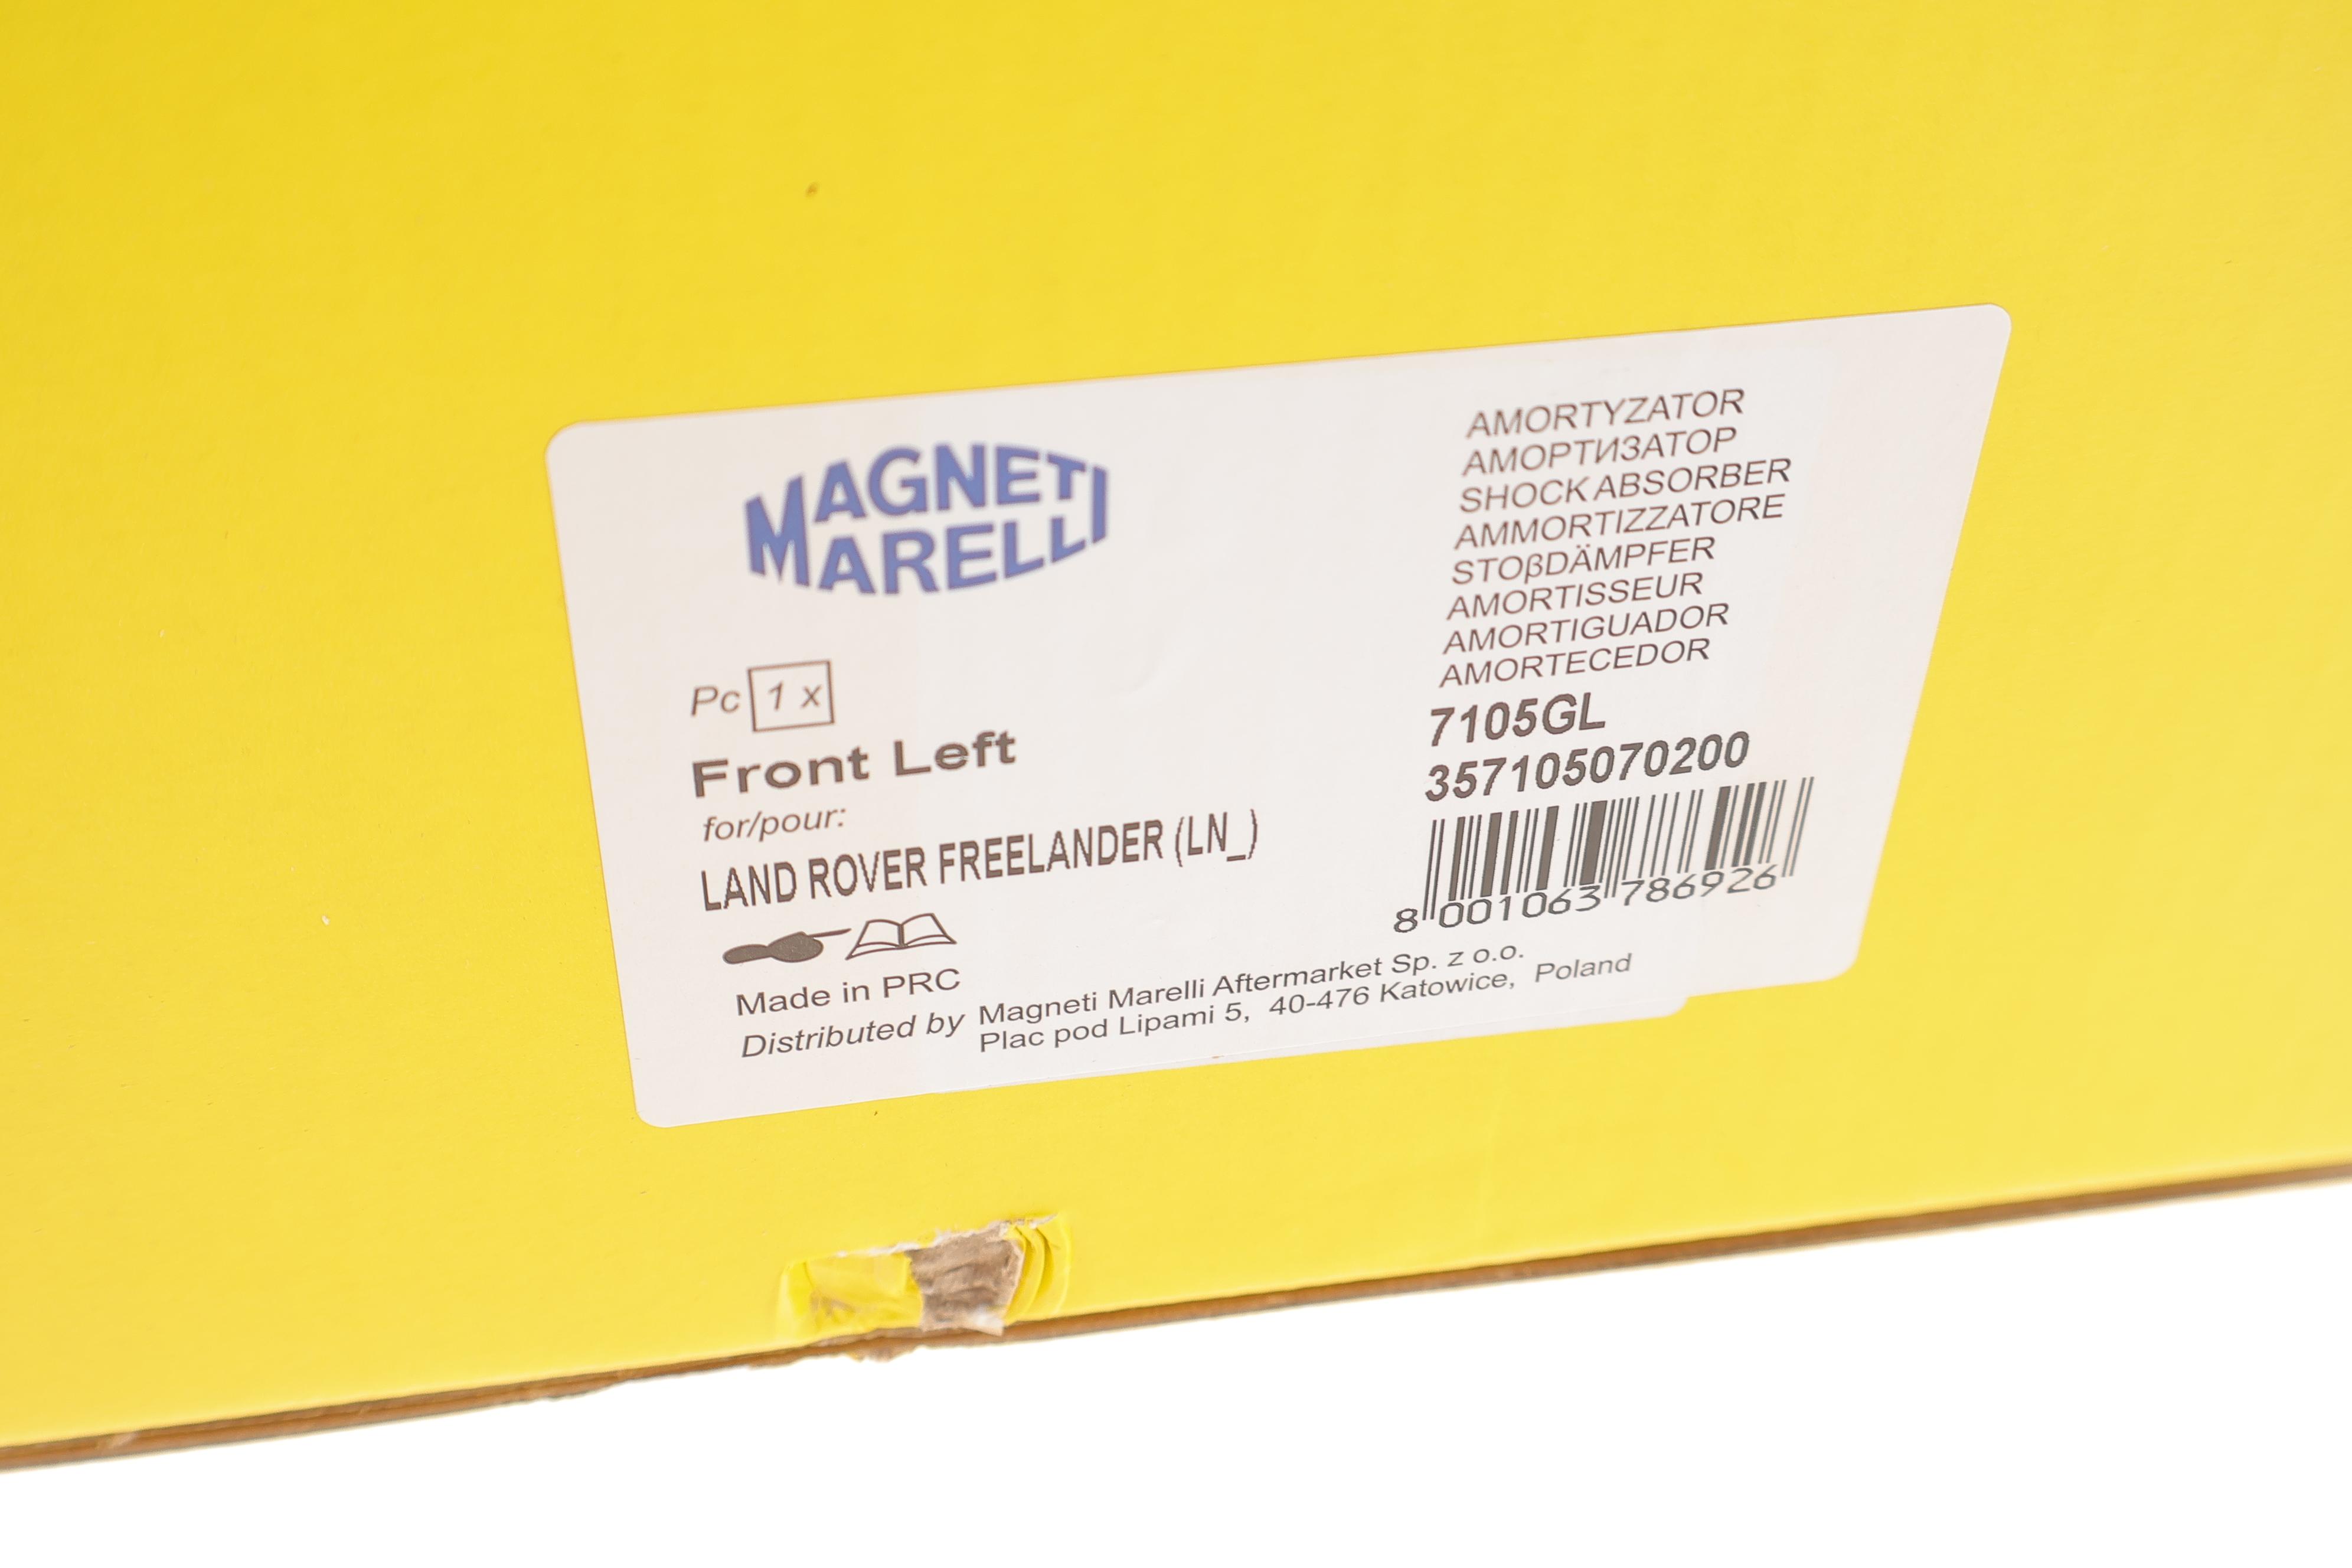 MAGNETI
MARELLI
Pc 1 x
Front Left
for/pour:
LAND ROVER FREELANDER (LN_)
Made in PRC
Distributed by Magneti Marelli Aftermarket Sp. z o.o.
Plac pod Lipami 5, 40-476 Katowice, Poland
AMORTYZATOR
АМОРТИЗАТОР
SHOCK ABSORBER
AMMORTIZZATORE
STOβDÄMPFER
AMORTISSEUR
AMORTIGUADOR
AMORTECEDOR
7105GL
357105070200
8 001063 786926